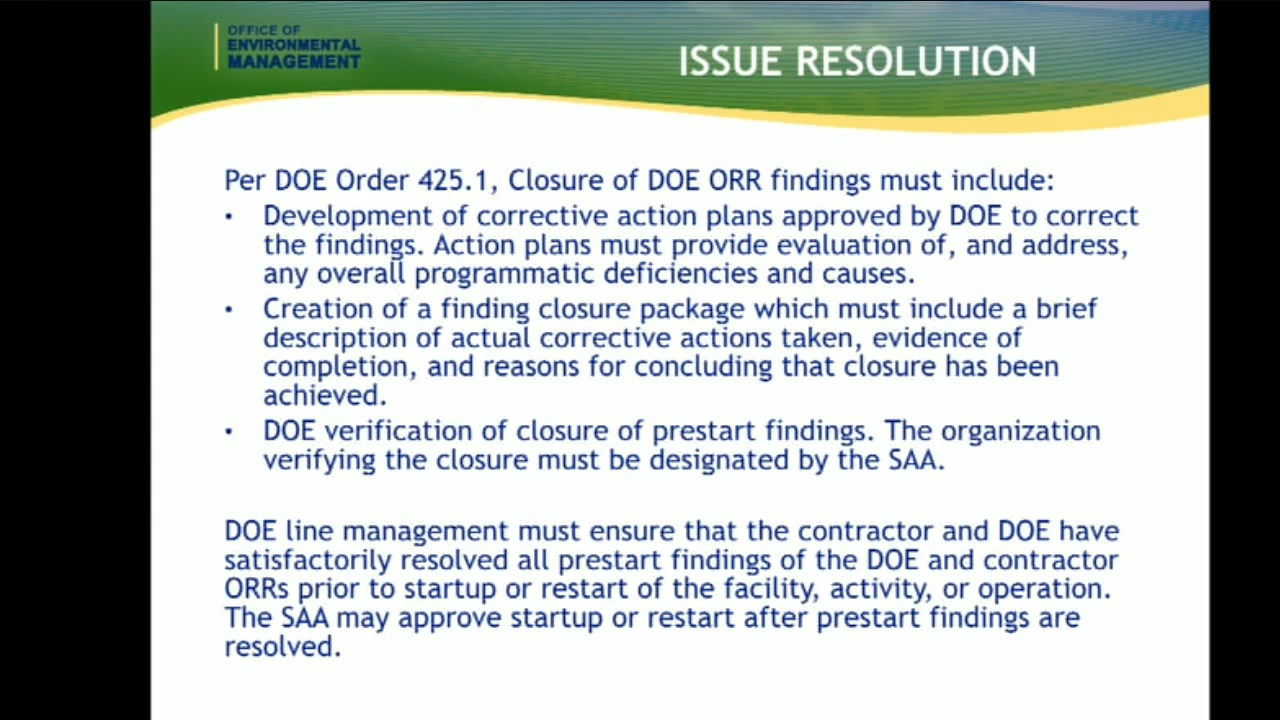 OFFICE OF
ENVIRONMENTAL
MANAGEMENT
ISSUE RESOLUTION
Per DOE Order 425.1, Closure of DOE ORR findings must include:
• Development of corrective action plans approved by DOE to correct
the findings. Action plans must provide evaluation of, and address,
any overall programmatic deficiencies and causes.
• Creation of a finding closure package which must include a brief
description of actual corrective actions taken, evidence of
completion, and reasons for concluding that closure has been
achieved.
• DOE verification of closure of prestart findings. The organization
verifying the closure must be designated by the SAA.
DOE line management must ensure that the contractor and DOE have
satisfactorily resolved all prestart findings of the DOE and contractor
ORRs prior to startup or restart of the facility, activity, or operation.
The SAA may approve startup or restart after prestart findings are
resolved.